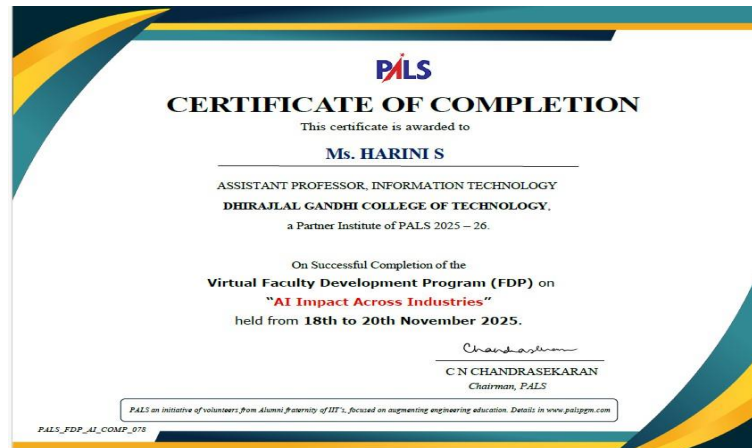 PALS
CERTIFICATE OF COMPLETION
This certificate is awarded to
Ms. HARINI S
ASSISTANT PROFESSOR, INFORMATION TECHNOLOGY
DHIRAJLAL GANDHI COLLEGE OF TECHNOLOGY,
a Partner Institute of PALS 2025 – 26.
On Successful Completion of the
Virtual Faculty Development Program (FDP) on
“AI Impact Across Industries”
held from 18th to 20th November 2025.
Chandrasekaran
C N CHANDRASEKARAN
Chairman, PALS
PALS an initiative of volunteers from Alumni fraternity of IIT's, focused on augmenting engineering education. Details in www.palspgm.com
PALS_FDP_AI_COMP_078